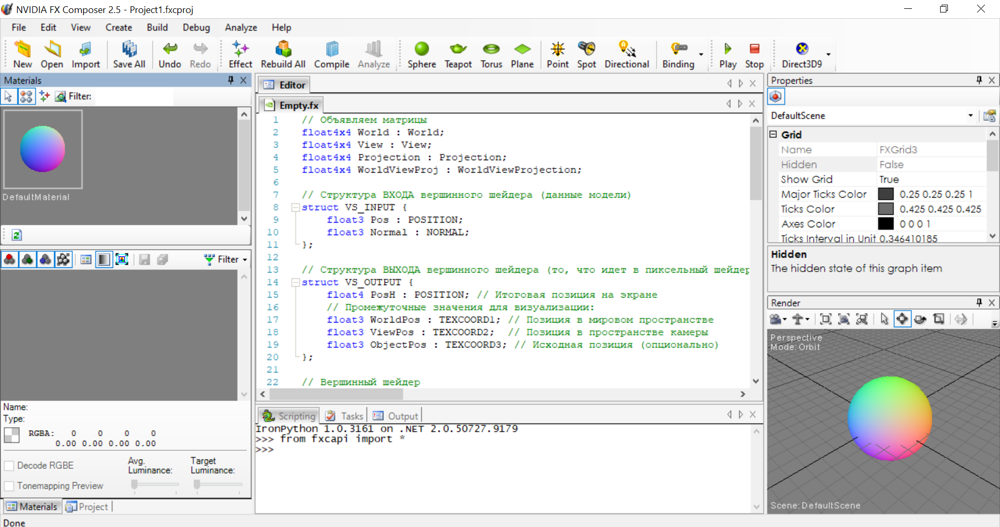 NVIDIA FX Composer 2.5 - Project1.fxcproj
File Edit View Create Build Debug Analyze Help
New Open Import Save All Undo Redo Effect Rebuild All Compile Analyze Sphere Teapot Torus Plane Point Spot Directional Binding Play Stop Direct3D9
Materials
Filter:
DefaultMaterial
Filter
Name:
Type:
RGBA: 0 0 0 0
0.00 0.00 0.00 0.00
Decode RGBE
Avg. Luminance:
Target Luminance:
Tonemapping Preview
Materials Project
Done
Editor
Empty.fx
1 // Объявляем матрицы
2 float4x4 World : World;
3 float4x4 View : View;
4 float4x4 Projection : Projection;
5 float4x4 WorldViewProj : WorldViewProjection;
6
7 // Структура ВХОДА вершинного шейдера (данные модели)
8 struct VS_INPUT {
9 float3 Pos : POSITION;
10 float3 Normal : NORMAL;
11 };
12
13 // Структура ВЫХОДА вершинного шейдера (то, что идет в пиксельный шейдер
14 struct VS_OUTPUT {
15 float4 PosH : POSITION; // Итоговая позиция на экране
16 // Промежуточные значения для визуализации:
17 float3 WorldPos : TEXCOORD1; // Позиция в мировом пространстве
18 float3 ViewPos : TEXCOORD2; // Позиция в пространстве камеры
19 float3 ObjectPos : TEXCOORD3; // Исходная позиция (опционально)
20 };
21
22 // Вершинный шейдер
Scripting Tasks Output
IronPython 1.0.3161 on .NET 2.0.50727.9179
>>> from fxcapi import *
>>>
Properties
DefaultScene
Grid
Name FXGrid3
Hidden False
Show Grid True
Major Ticks Color 0.25 0.25 0.25 1
Ticks Color 0.425 0.425 0.425
Axes Color 0 0 0 1
Ticks Interval in Unit 0.346410185
Hidden
The hidden state of this graph item
Render
Perspective
Mode: Orbit
Scene: DefaultScene